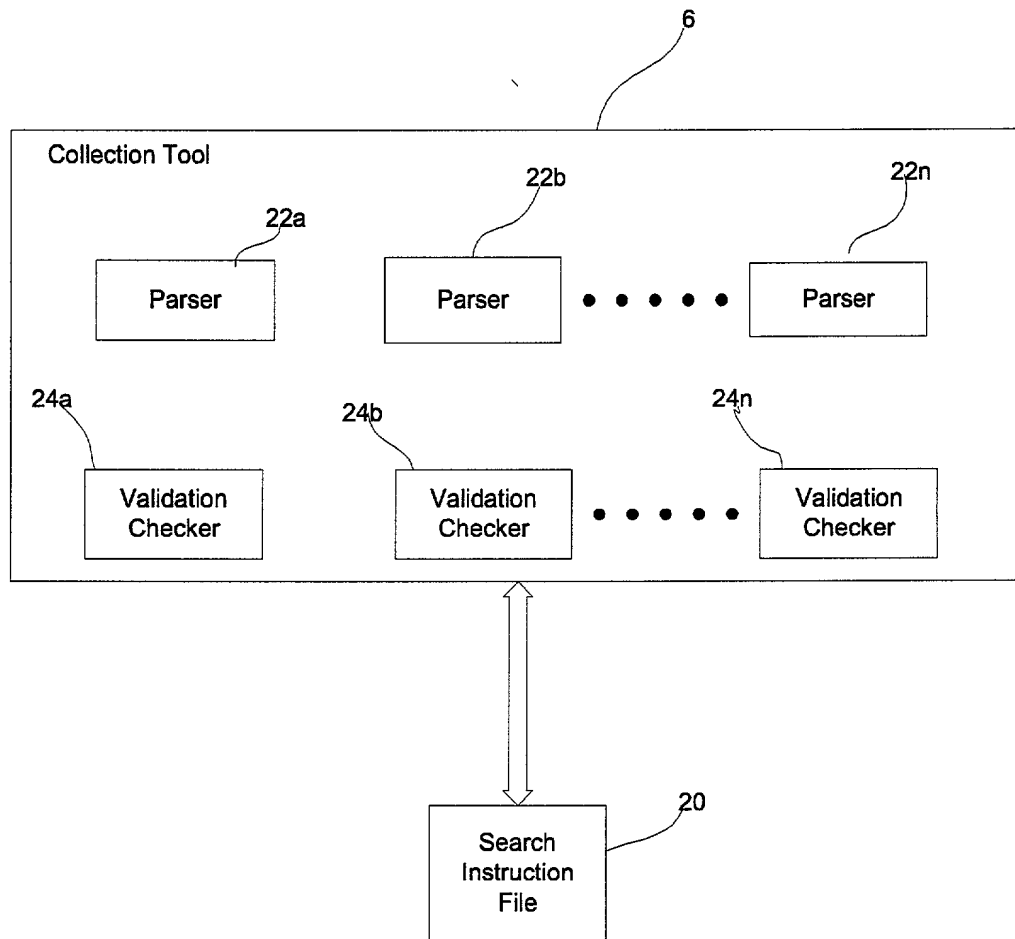 6
Collection Tool
22a
22b
22n
Parser
Parser
Parser
24a
24b
24n
Validation
Checker
Validation
Checker
Validation
Checker
20
Search
Instruction
File